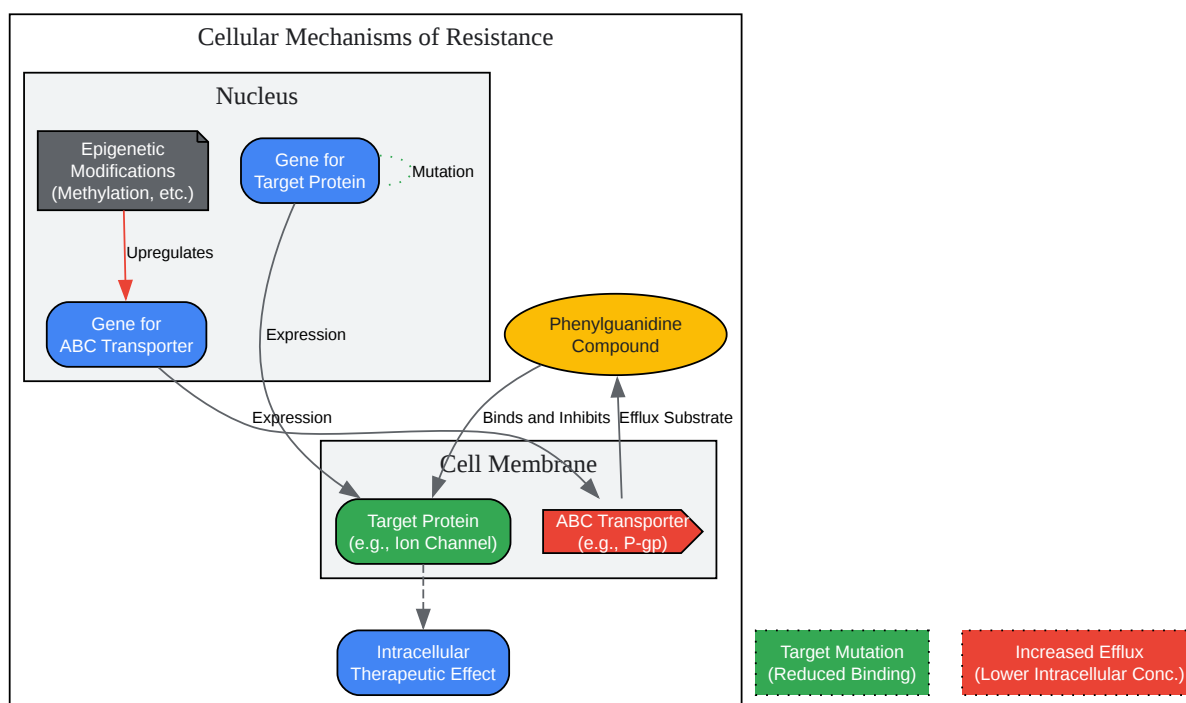 Cellular Mechanisms of Resistance
Nucleus
Epigenetic
Modifications
(Methylation, etc.)
Gene for
Target Protein
Mutation
Upregulates
Gene for
ABC Transporter
Expression
Phenylguanidine
Compound
Expression
Binds and Inhibits
Efflux Substrate
Cell Membrane
Target Protein
(e.g., Ion Channel)
ABC Transporter
(e.g., P-gp)
Intracellular
Therapeutic Effect
Target Mutation
(Reduced Binding)
Increased Efflux
(Lower Intracellular Conc.)